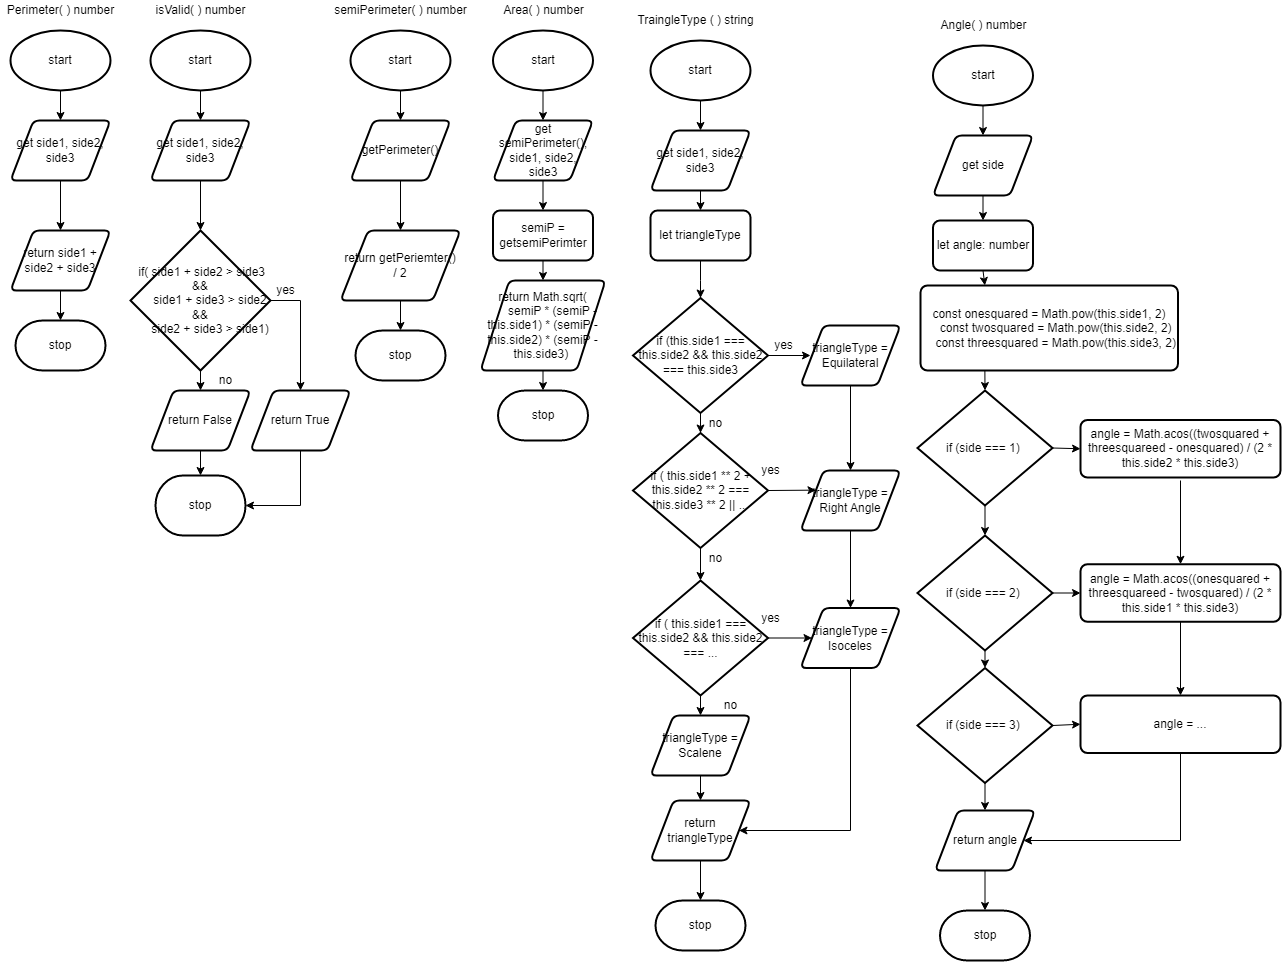 Perimeter( ) number
start
get side1, side2,
side3
return side1 +
side2 + side3
stop
isValid( ) number
start
get side1, side2,
side3
if( side1 + side2 > side3
&&
side1 + side3 > side2
&&
side2 + side3 > side1)
yes
no
return False
return True
stop
semiPerimeter( ) number
start
getPerimeter()
return getPeriemter()
/ 2
stop
Area( ) number
start
get
semiPerimeter(),
side1, side2,
side3
semiP =
getsemiPerimter
return Math.sqrt(
semiP * (semiP -
this.side1) * (semiP -
this.side2) * (semiP -
this.side3)
stop
TraingleType ( ) string
start
get side1, side2,
side3
let triangleType
if (this.side1 ===
this.side2 && this.side2
=== this.side3
yes
triangleType =
Equilateral
no
if ( this.side1 ** 2 +
this.side2 ** 2 ===
this.side3 ** 2 || ...
yes
triangleType =
Right Angle
no
if ( this.side1 ===
this.side2 && this.side2
=== ...
yes
triangleType =
Isoceles
no
triangleType =
Scalene
return
triangleType
stop
Angle( ) number
start
get side
let angle: number
const onesquared = Math.pow(this.side1, 2)
const twosquared = Math.pow(this.side2, 2)
const threesquared = Math.pow(this.side3, 2)
if (side === 1)
angle = Math.acos((twosquared +
threesquareed - onesquared) / (2 *
this.side2 * this.side3)
if (side === 2)
angle = Math.acos((onesquared +
threesquareed - twosquared) / (2 *
this.side1 * this.side3)
if (side === 3)
angle = ...
return angle
stop